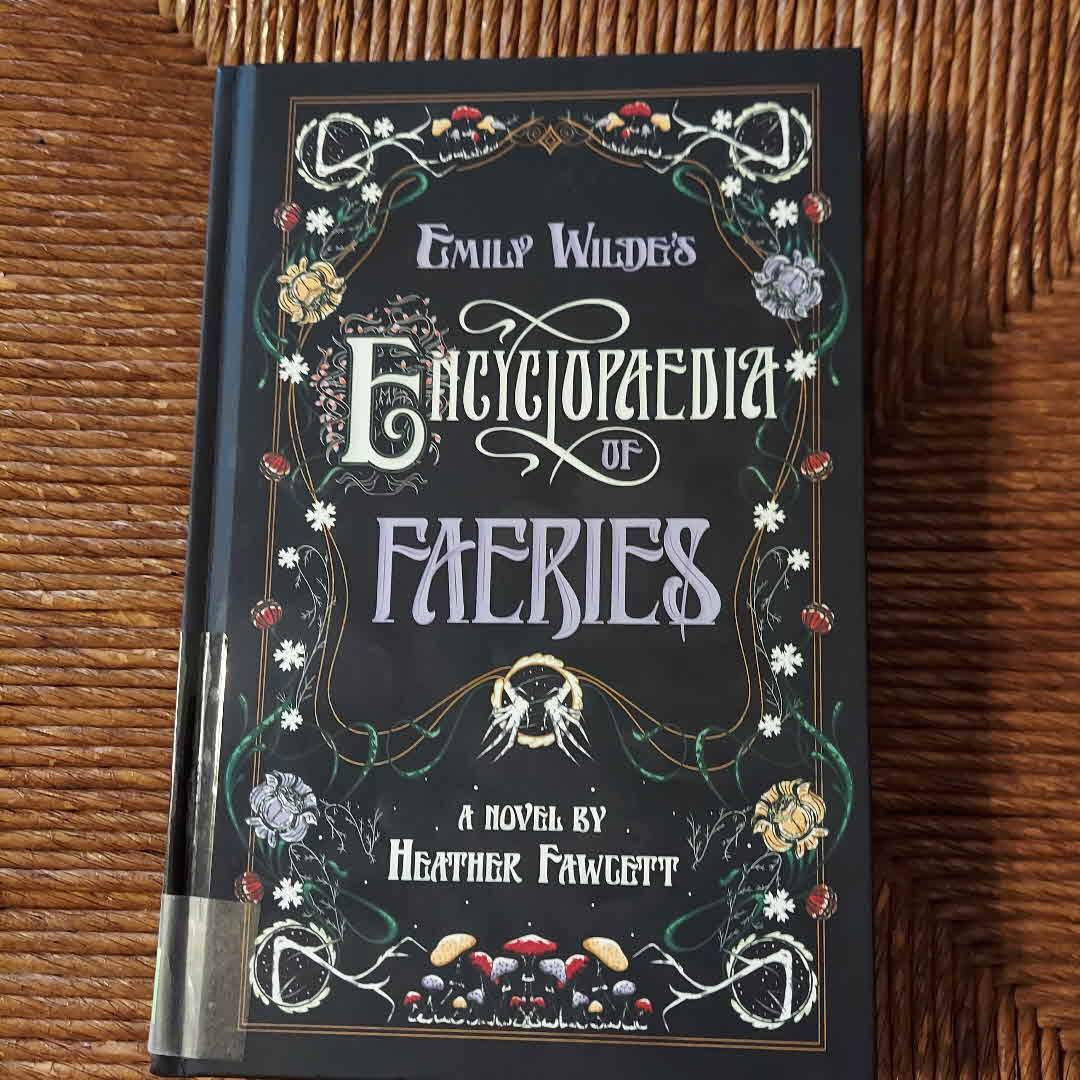 EMILY WILDE'S
ENCYCLOPAEDIA
OF
FAERIES
A NOVEL BY
HEATHER FAWCETT